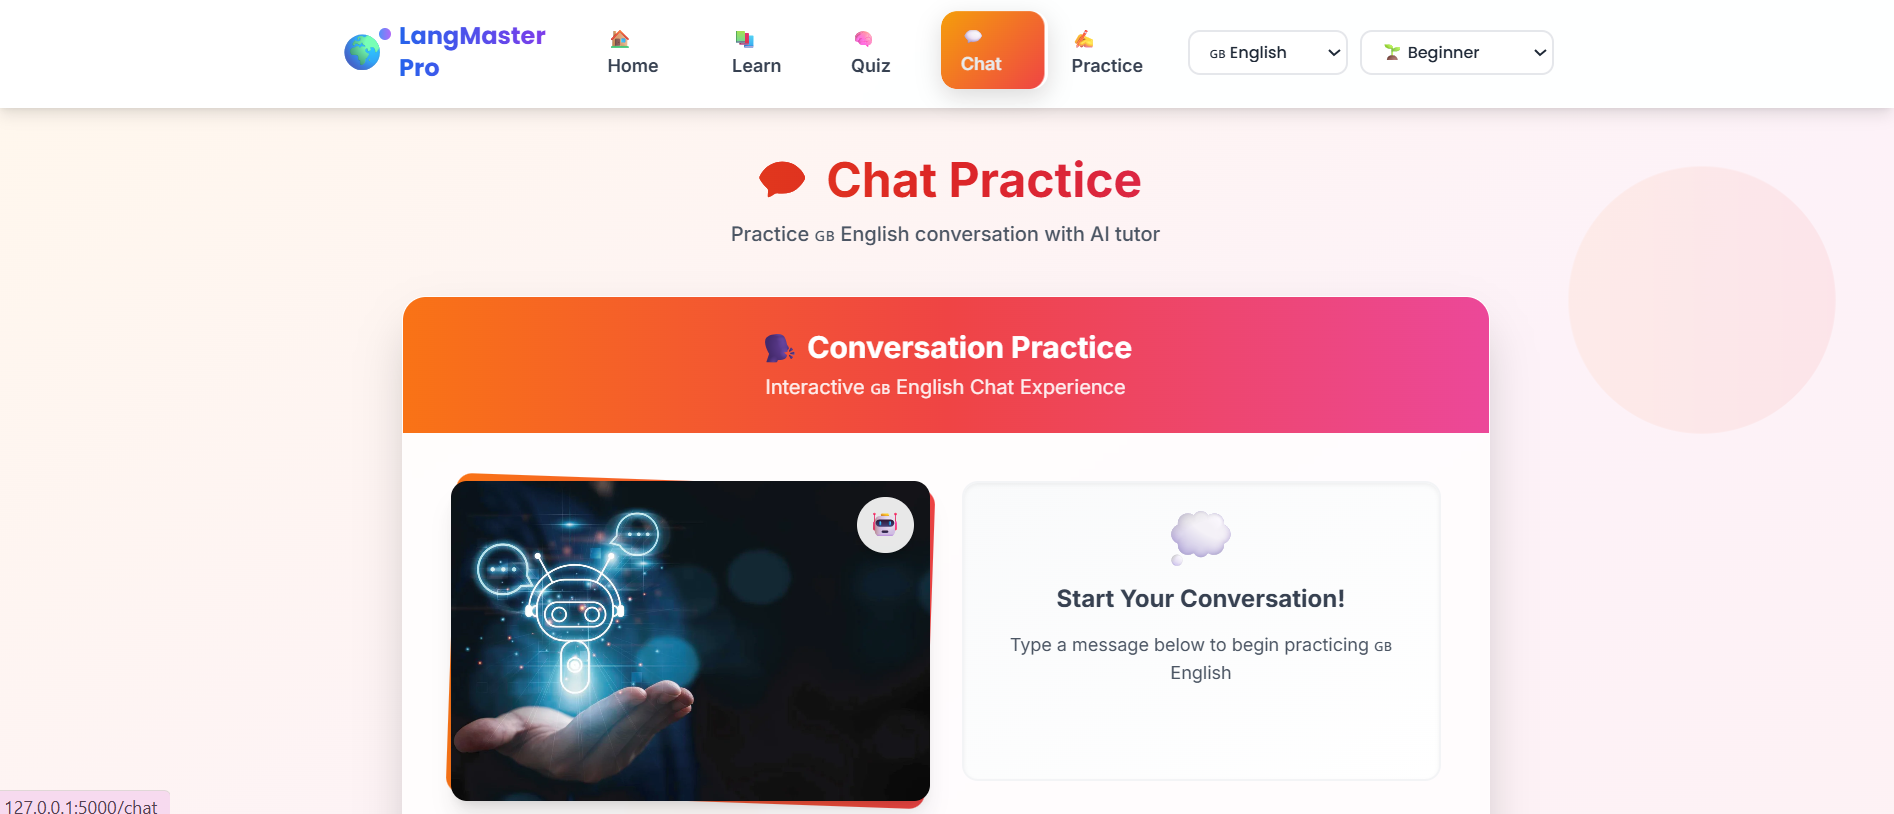 LangMaster
Pro
Home
Learn
Quiz
Chat
Practice
GB English
Beginner
Chat Practice
Practice GB English conversation with AI tutor
Conversation Practice
Interactive GB English Chat Experience
Start Your Conversation!
Type a message below to begin practicing GB
English
127.0.0.1:5000/chat